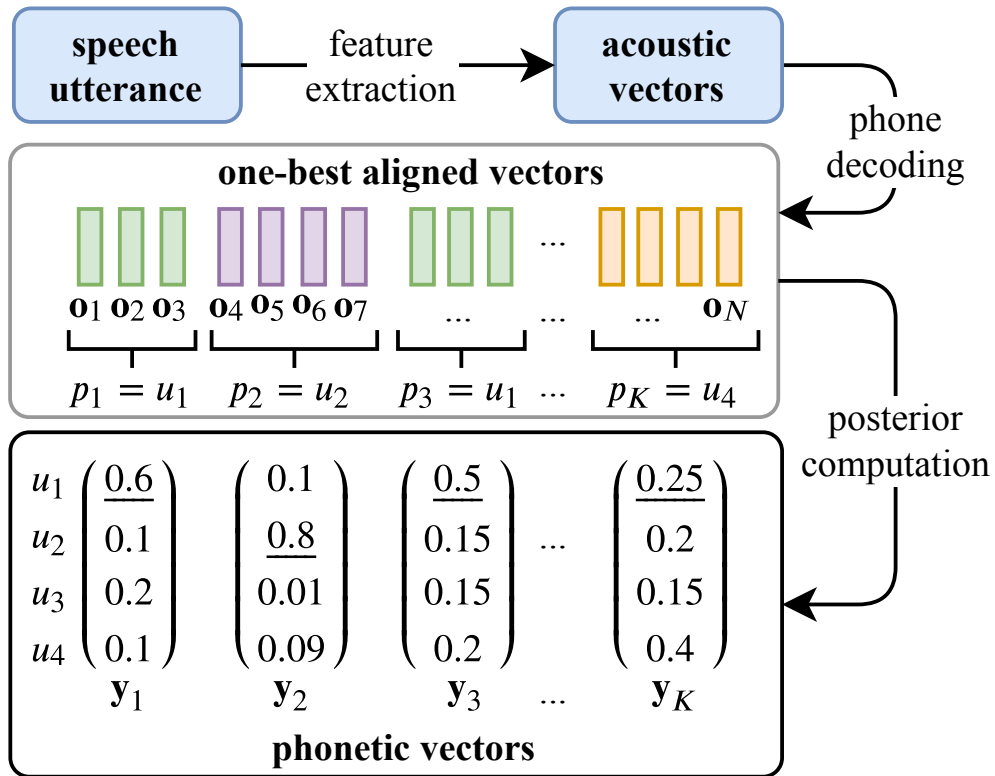 speech
utterance
feature
extraction
acoustic
vectors
phone
decoding
one-best aligned vectors
...
𝐨₁ 𝐨₂ 𝐨₃ 𝐨₄ 𝐨₅ 𝐨₆ 𝐨₇ ... ... ... 𝐨_N
p₁ = u₁ p₂ = u₂ p₃ = u₁ ... p_K = u₄
posterior
computation
u₁ 0.6 0.1 0.5 0.25
u₂ 0.1 0.8 0.15 ... 0.2
u₃ 0.2 0.01 0.15 0.15
u₄ 0.1 0.09 0.2 0.4
𝐲₁ 𝐲₂ 𝐲₃ ... 𝐲_K
phonetic vectors